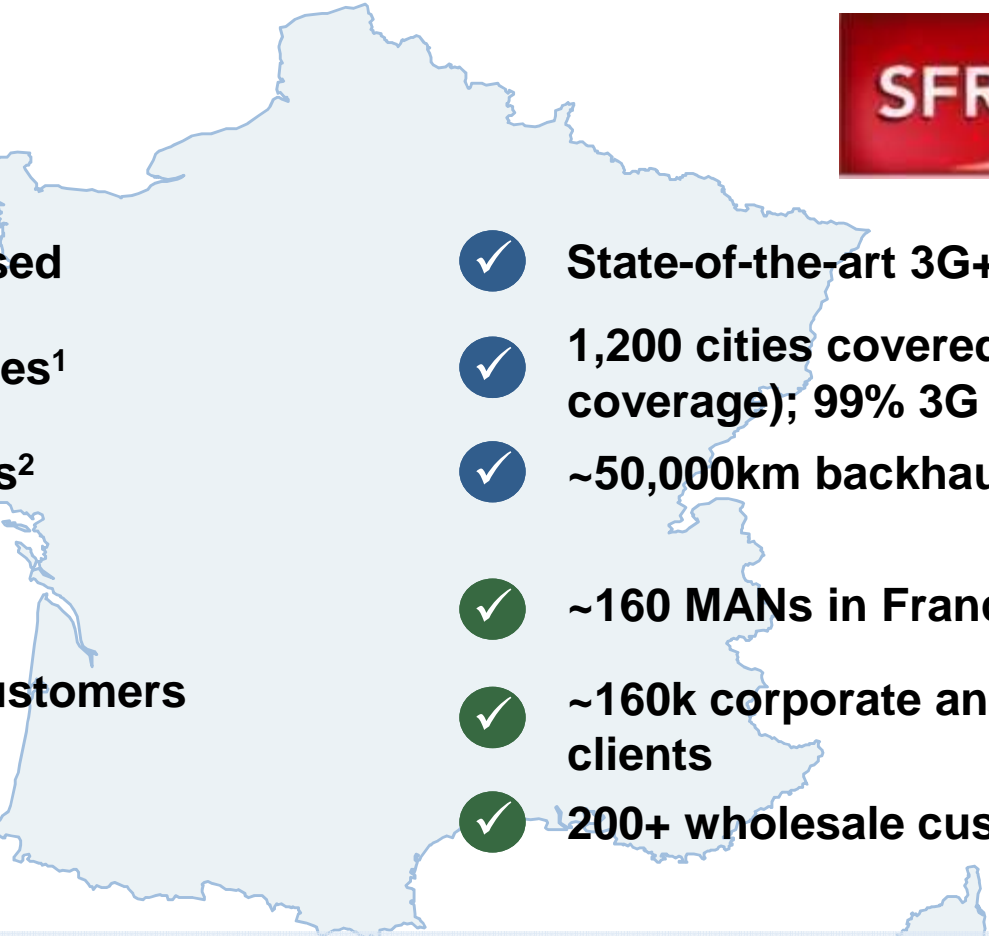 SFR
sed
State-of-the-art 3G+
es¹
1,200 cities covered
coverage); 99% 3G
s²
~50,000km backhau
~160 MANs in Franc
ustomers
~160k corporate an
clients
200+ wholesale cus